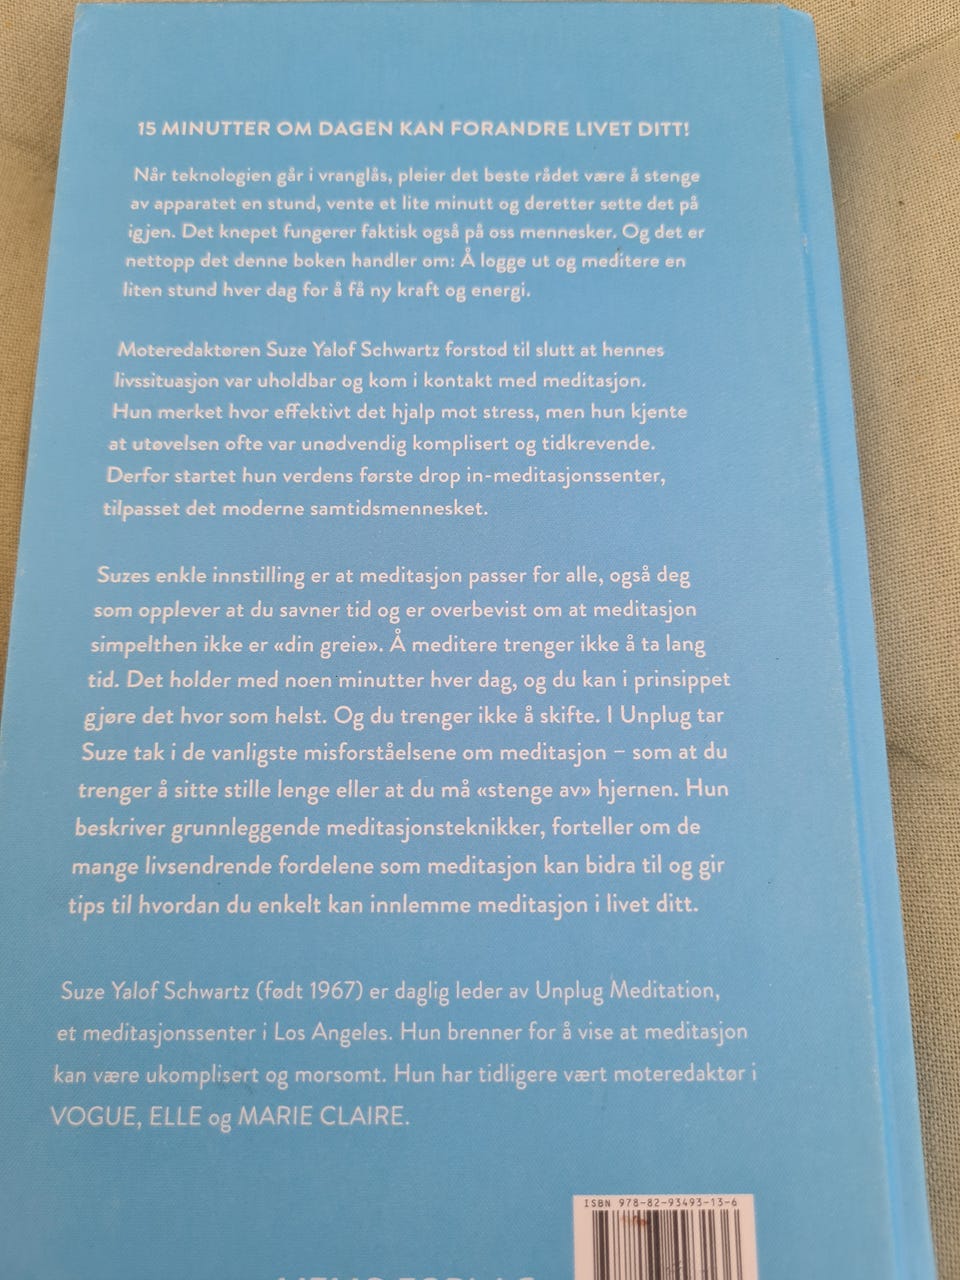 15 MINUTTER OM DAGEN KAN FORANDRE LIVET DITT!
Når teknologien går i vranglås, pleier det beste rådet være å stenge
av apparatet en stund, vente et lite minutt og deretter sette det på
igjen. Det knepet fungerer faktisk også på oss mennesker. Og det er
nettopp det denne boken handler om: Å logge ut og meditere en
liten stund hver dag for å få ny kraft og energi.
Moteredaktøren Suze Yalof Schwartz forstod til slutt at hennes
livssituasjon var uholdbar og kom i kontakt med meditasjon.
Hun merket hvor effektivt det hjalp mot stress, men hun kjente
at utøvelsen ofte var unødvendig komplisert og tidkrevende.
Derfor startet hun verdens første drop in-meditasjonssenter,
tilpasset det moderne samtidsmennesket.
Suzes enkle innstilling er at meditasjon passer for alle, også deg
som opplever at du savner tid og er overbevist om at meditasjon
simpelthen ikke er «din greie». Å meditere trenger ikke å ta lang
tid. Det holder med noen minutter hver dag, og du kan i prinsippet
gjøre det hvor som helst. Og du trenger ikke å skifte. I Unplug tar
Suze tak i de vanligste misforståelsene om meditasjon – som at du
trenger å sitte stille lenge eller at du må «stenge av» hjernen. Hun
beskriver grunnleggende meditasjonsteknikker, forteller om de
mange livsendrende fordelene som meditasjon kan bidra til og gir
tips til hvordan du enkelt kan innlemme meditasjon i livet ditt.
Suze Yalof Schwartz (født 1967) er daglig leder av Unplug Meditation,
et meditasjonssenter i Los Angeles. Hun brenner for å vise at meditasjon
kan være ukomplisert og morsomt. Hun har tidligere vært moteredaktør i
VOGUE, ELLE og MARIE CLAIRE.
ISBN 978-82-93493-13-6